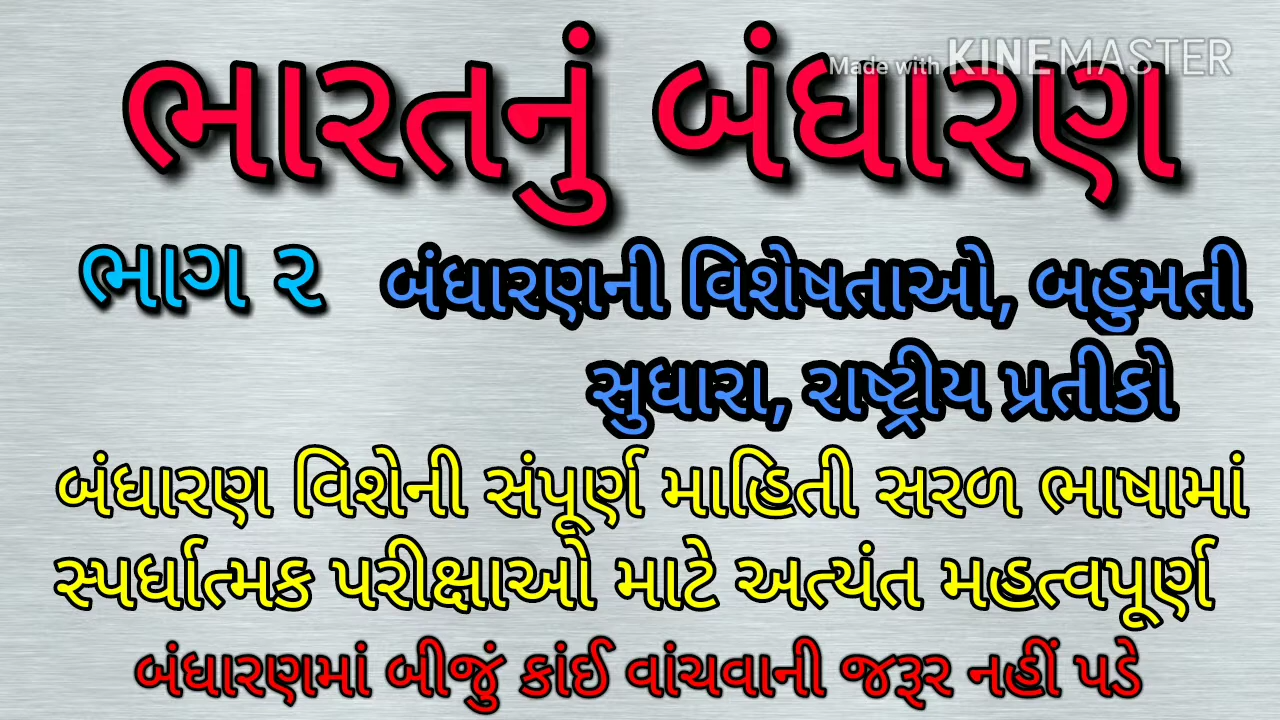 Made with KINEMASTER
ભારતનું બંધારણ
ભાગ ૨
બંધારણની વિશેષતાઓ, બહુમતી
સુધારા, રાષ્ટ્રીય પ્રતીકો
બંધારણ વિશેની સંપૂર્ણ માહિતી સરળ ભાષામાં
સ્પર્ધાત્મક પરીક્ષાઓ માટે અત્યંત મહત્વપૂર્ણ
બંધારણમાં બીજું કાંઈ વાંચવાની જરૂર નહીં પડે